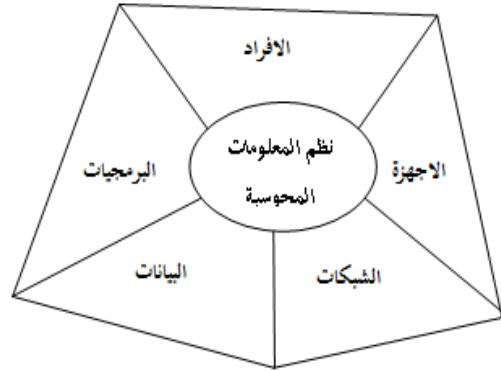 الافراد
نظم المعلومات
المحوسبة
الاجهزة
البرمجيات
الشبكات
البيانات